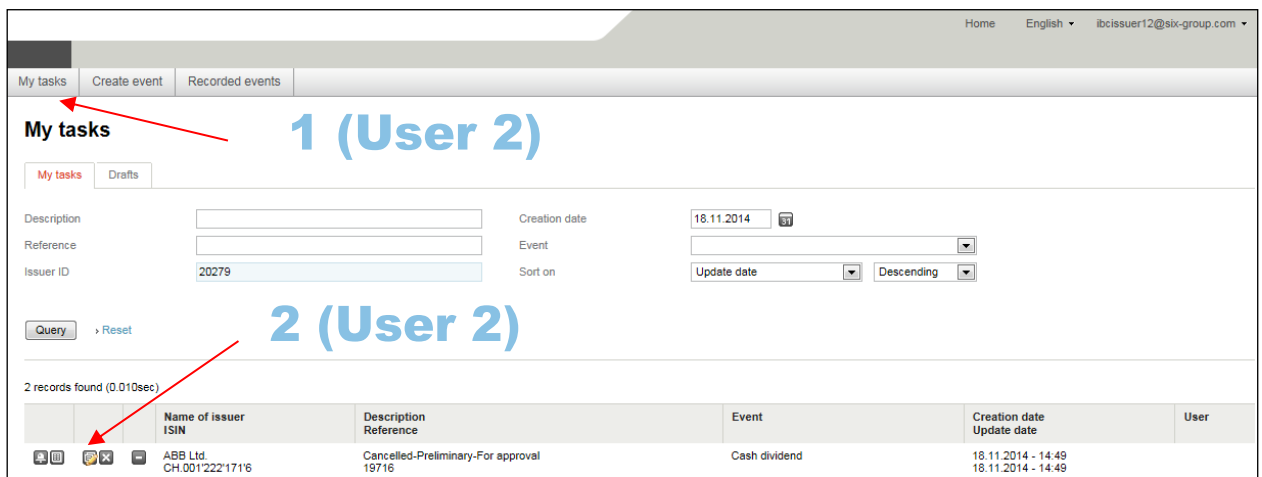 Home English ibcissuer12@six-group.com
My tasks Create event Recorded events
My tasks
1 (User 2)
My tasks Drafts
Description Creation date 18.11.2014 31
Reference Event
Issuer ID 20279 Sort on Update date Descending
2 (User 2)
Query › Reset
2 records found (0.010sec)
Name of issuer Description Event Creation date User
ISIN Reference Update date
ABB Ltd. Cancelled-Preliminary-For approval Cash dividend 18.11.2014 - 14:49
CH.001'222'171'6 19716 18.11.2014 - 14:49